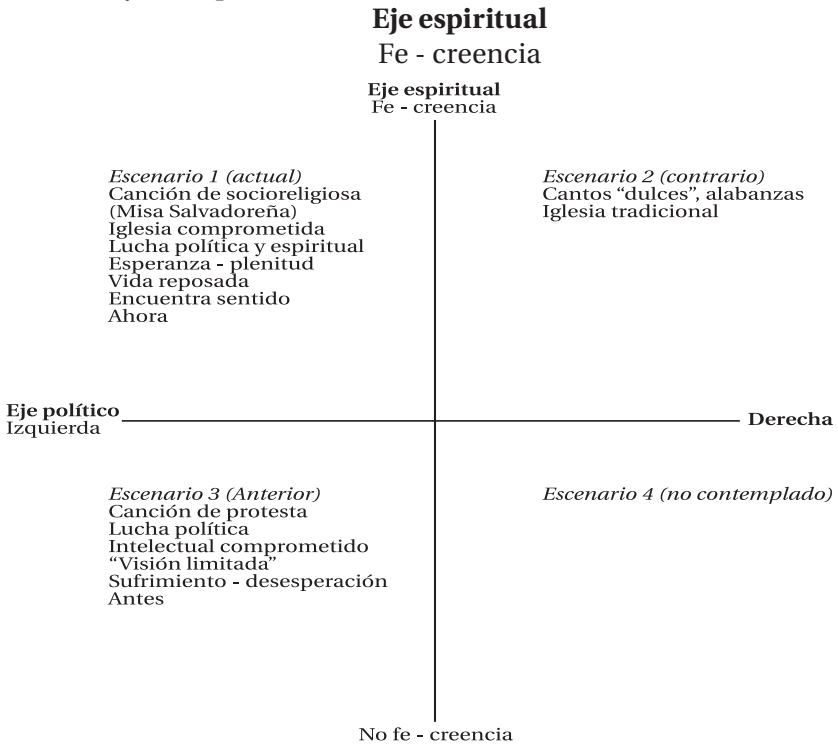 Eje espiritual
Fe - creencia
Eje espiritual
Fe - creencia
Escenario 1 (actual)
Canción de socioreligiosa
(Misa Salvadoreña)
Iglesia comprometida
Lucha política y espiritual
Esperanza - plenitud
Vida reposada
Encuentra sentido
Ahora
Escenario 2 (contrario)
Cantos “dulces”, alabanzas
Iglesia tradicional
Eje político
Izquierda
Derecha
Escenario 3 (Anterior)
Canción de protesta
Lucha política
Intelectual comprometido
“Visión limitada”
Sufrimiento - desesperación
Antes
Escenario 4 (no contemplado)
No fe - creencia